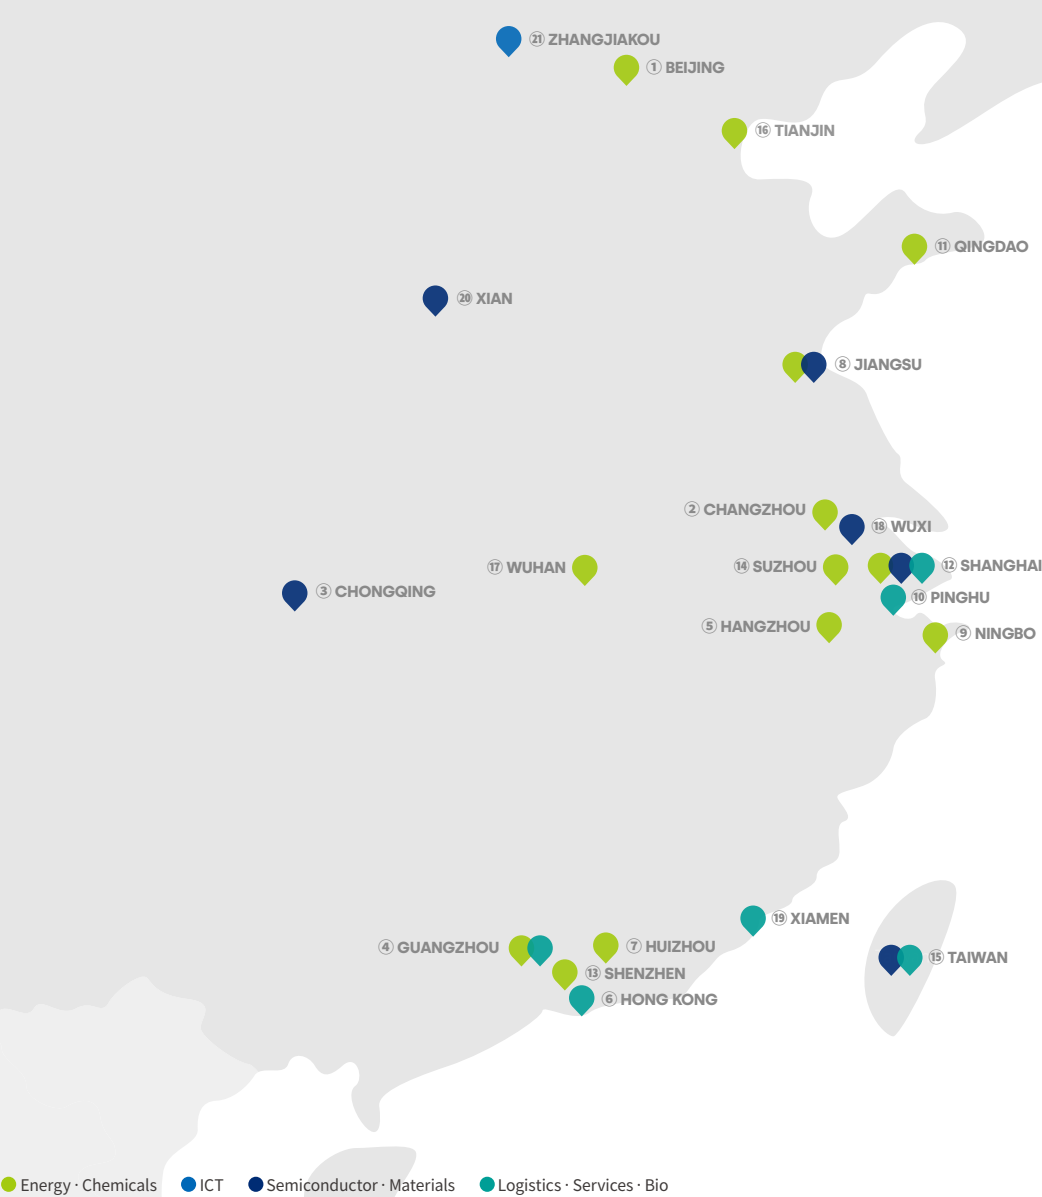 ㉑ ZHANGJIAKOU
① BEIJING
⑯ TIANJIN
⑪ QINGDAO
⑳ XIAN
⑧ JIANGSU
② CHANGZHOU
⑱ WUXI
⑰ WUHAN
⑭ SUZHOU
⑫ SHANGHAI
③ CHONGQING
⑩ PINGHU
⑤ HANGZHOU
⑨ NINGBO
⑲ XIAMEN
④ GUANGZHOU
⑦ HUIZHOU
⑮ TAIWAN
⑬ SHENZHEN
⑥ HONG KONG
Energy · Chemicals ICT Semiconductor · Materials Logistics · Services · Bio